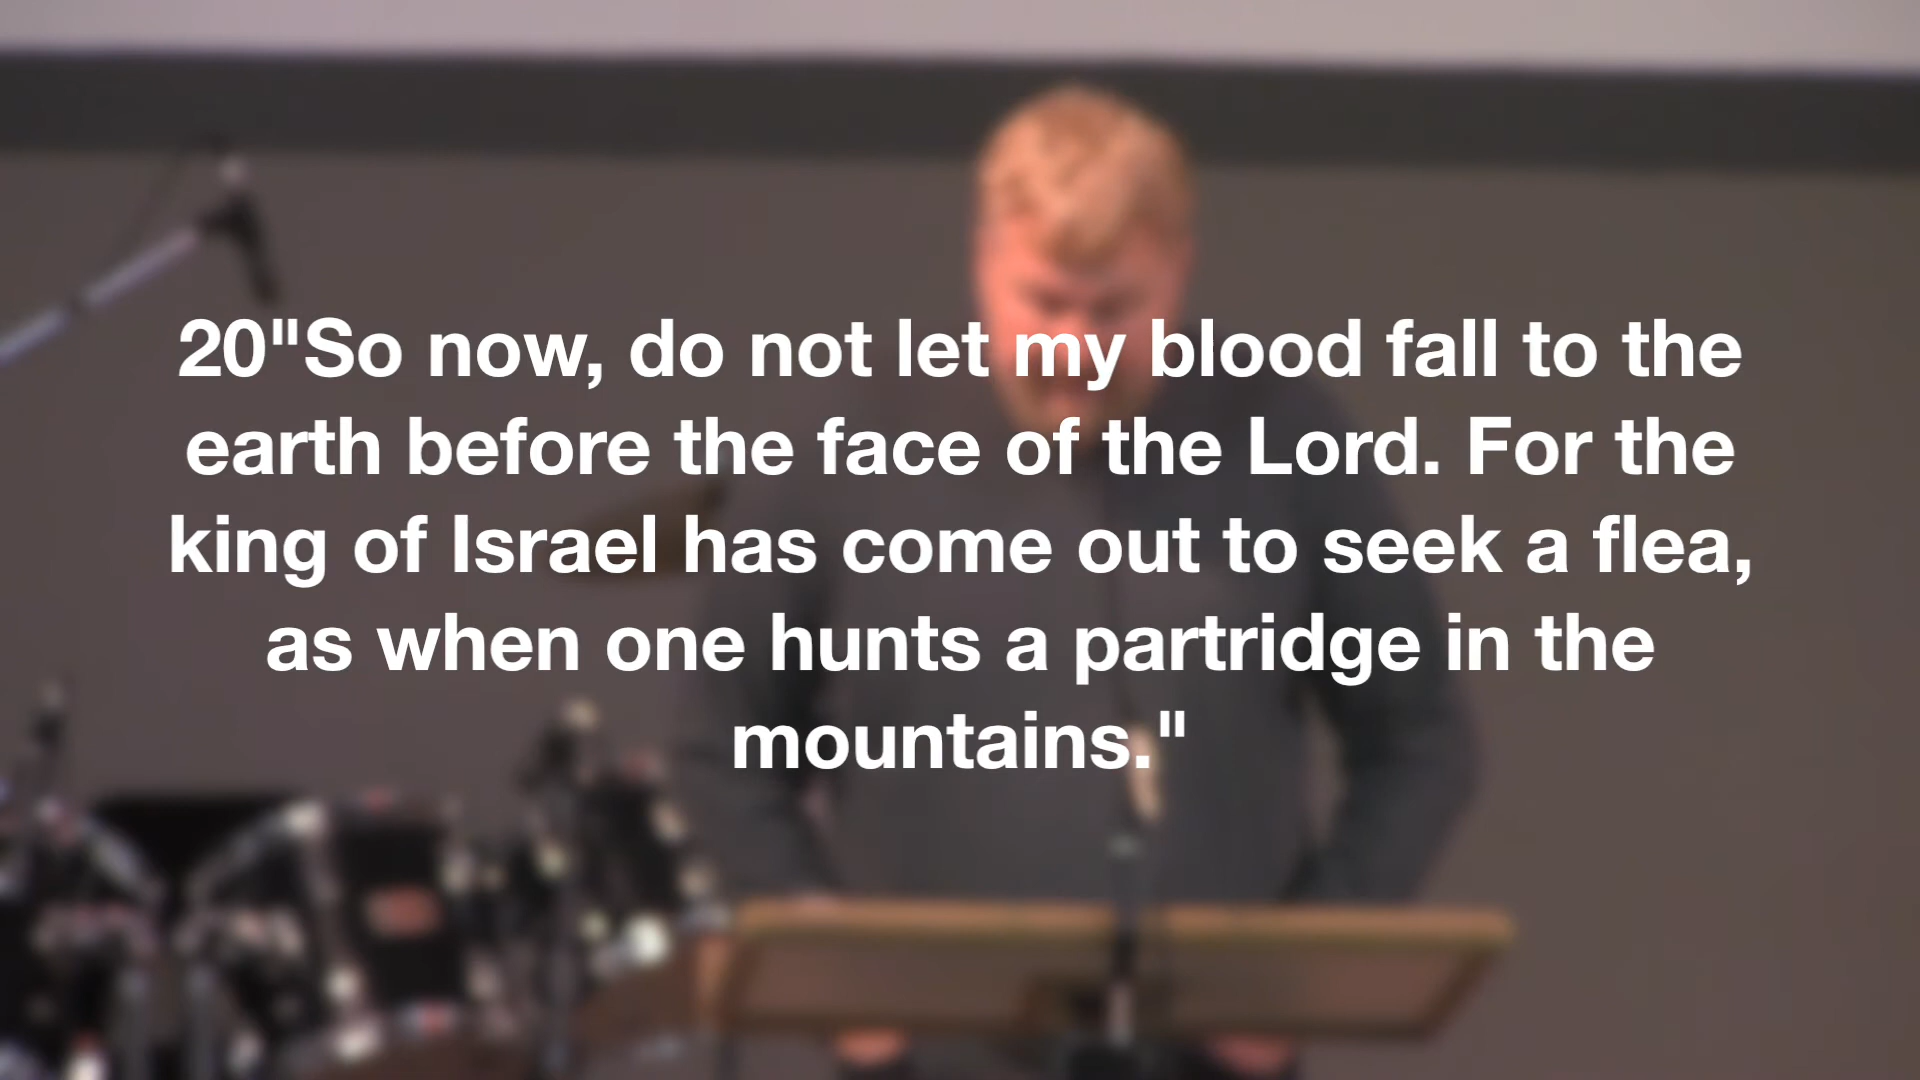 20"So now, do not let my blood fall to the
earth before the face of the Lord. For the
king of Israel has come out to seek a flea,
as when one hunts a partridge in the
mountains."